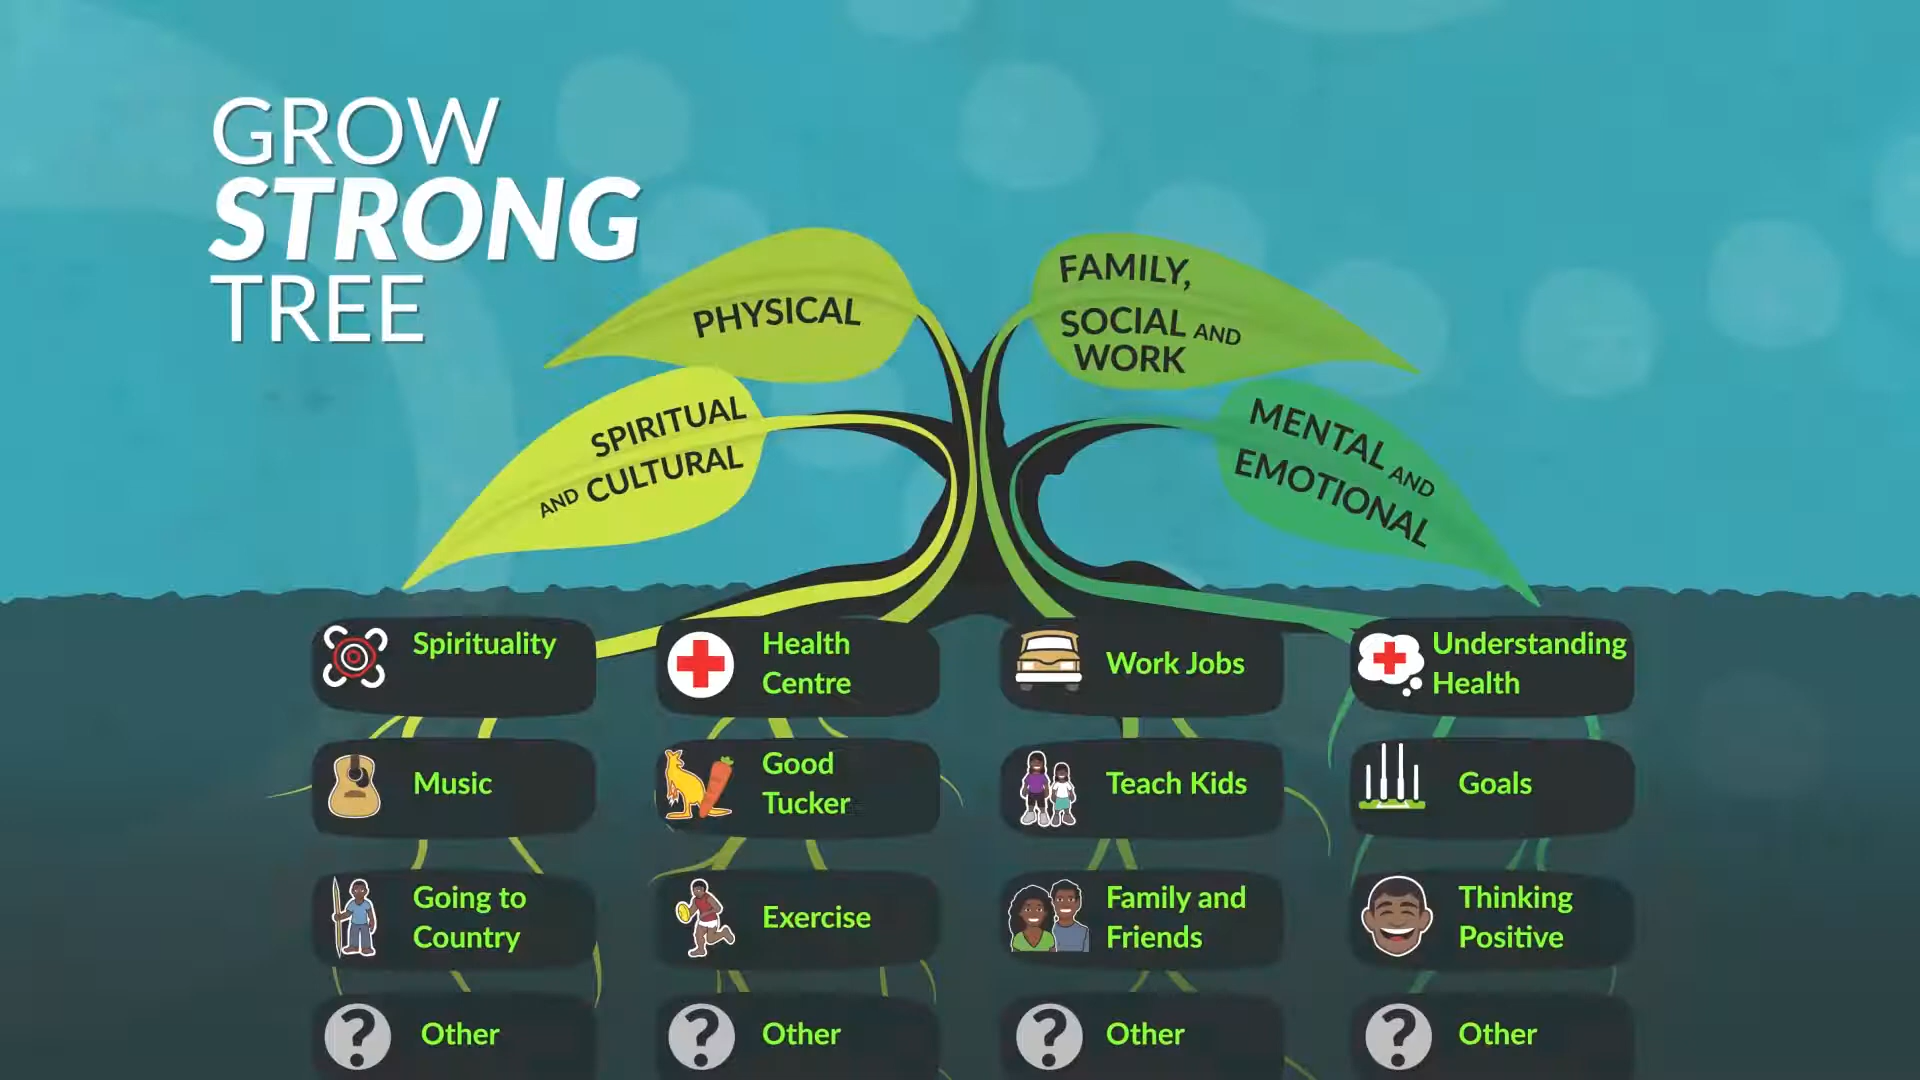 GROW
STRONG
TREE
PHYSICAL
FAMILY,
SOCIAL AND
WORK
SPIRITUAL
AND CULTURAL
MENTAL AND
EMOTIONAL
Spirituality
Health
Centre
Work Jobs
Understanding
Health
Music
Good
Tucker
Teach Kids
Goals
Going to
Country
Exercise
Family and
Friends
Thinking
Positive
? Other
? Other
? Other
? Other